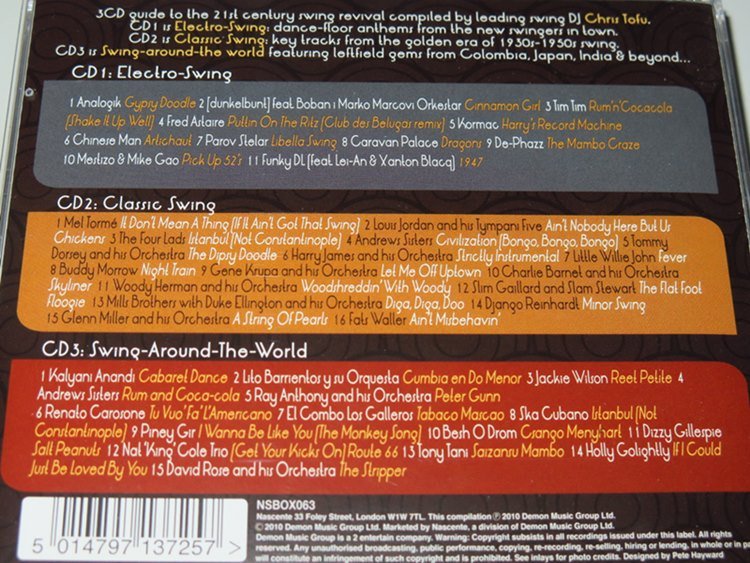 3CD guide to the 21st century swing revival compiled by leading swing DJ Chris Tofu.
CD1 is Electro-Swing: dance-floor anthems from the new swingers in town.
CD2 is Classic Swing: key tracks from the golden era of 1930s-1950s swing.
CD3 is Swing-around-the world featuring leftfield gems from Colombia, Japan, India & beyond...
CD1: Electro-Swing
1 Analogik Gypsy Doodle 2 [dunkelbunt] feat Boban i Marko Marcovi Orkestar Cinnamon Girl 3 Tim Tim Rum'n'Cocacola
(Shake It Up Well) 4 Fred Astaire Puttin On The Ritz (Club des Belugas remix) 5 Kormac Harry's Record Machine
6 Chinese Man Artichaut 7 Parov Stelar Libella Swing 8 Caravan Palace Dragons 9 De-Phazz The Mambo Craze
10 Mestizo & Mike Gao Pick Up 52's 11 Funky DL (feat Lei-An & Xanton Blacq) 1947
CD2: Classic Swing
1 Mel Tormé It Don't Mean A Thing (If It Ain't Got That Swing) 2 Louis Jordan and his Tympani Five Ain't Nobody Here But Us
Chickens 3 The Four Lads Istanbul (Not Constantinople) 4 Andrews Sisters Civilization (Bongo, Bongo, Bongo) 5 Tommy
Dorsey and his Orchestra The Dipsy Doodle 6 Harry James and his Orchestra Strictly Instrumental 7 Little Willie John Fever
8 Buddy Morrow Night Train 9 Gene Krupa and his Orchestra Let Me Off Uptown 10 Charlie Barnet and his Orchestra
Skyliner 11 Woody Herman and his Orchestra Woodshreddin' With Woody 12 Slim Gaillard and Slam Stewart The Flat Foot
Floogie 13 Mills Brothers with Duke Ellington and his Orchestra Diga, Diga, Doo 14 Django Reinhardt Minor Swing
15 Glenn Miller and his Orchestra A String Of Pearls 16 Fats Waller Ain't Misbehavin'
CD3: Swing-Around-The-World
1 Kalyani Anandi Cabaret Dance 2 Lito Barrientos y su Orquesta Cumbia en Do Menor 3 Jackie Wilson Reet Petite 4
Andrews Sisters Rum and Coca-cola 5 Ray Anthony and his Orchestra Peter Gunn
6 Renato Carosone Tu Vuo' Fa' L'Americano 7 El Combo Los Galleros Tabaco Mascao 8 Ska Cubano Istanbul (Not
Constantinople) 9 Piney Gir I Wanna Be Like You (The Monkey Song) 10 Besh O Drom Csango Menyhart 11 Dizzy Gillespie
Salt Peanuts 12 Nat 'King' Cole Trio (Get Your Kicks On) Route 66 13 Tony Tani Saizansu Mambo 14 Holly Golightly If I Could
Just Be Loved By You 15 David Rose and his Orchestra The Stripper
NSBOX063
Nascente 33 Foley Street, London W1W 7TL. This compilation ℗ 2010 Demon Music Group Ltd.
© 2010 Demon Music Group Ltd. Marketed by Nascente, a division of Demon Music Group Ltd.
Demon Music Group is a 2 entertain company. Warning: Copyright subsists in all recordings issued under this label. All rights
reserved. Any unauthorised broadcasting, public performance, copying, re-recording, re-selling, hiring or lending, in whole or in pa
will constitute an infringement of such copyright and is prohibited. See inlays for photo credits. Designed by Pete Hayward
5 014797 137257 >